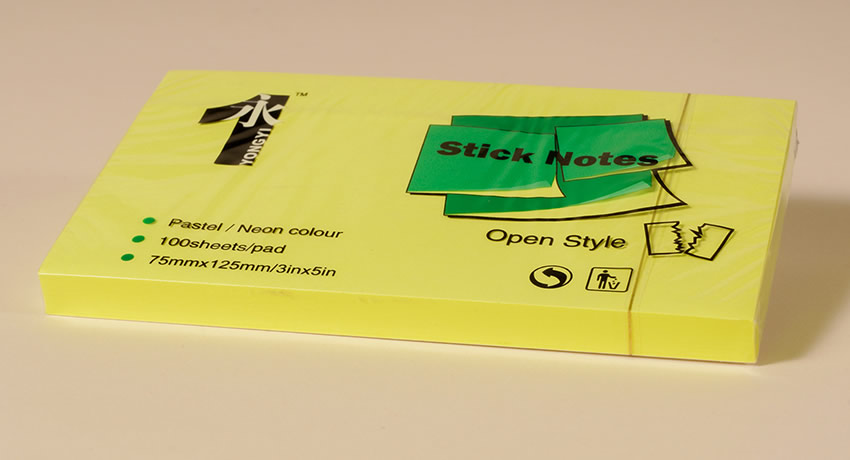 永
YONGYI
TM
Stick Notes
Pastel / Neon colour
100sheets/pad
75mmx125mm/3inx5in
Open Style